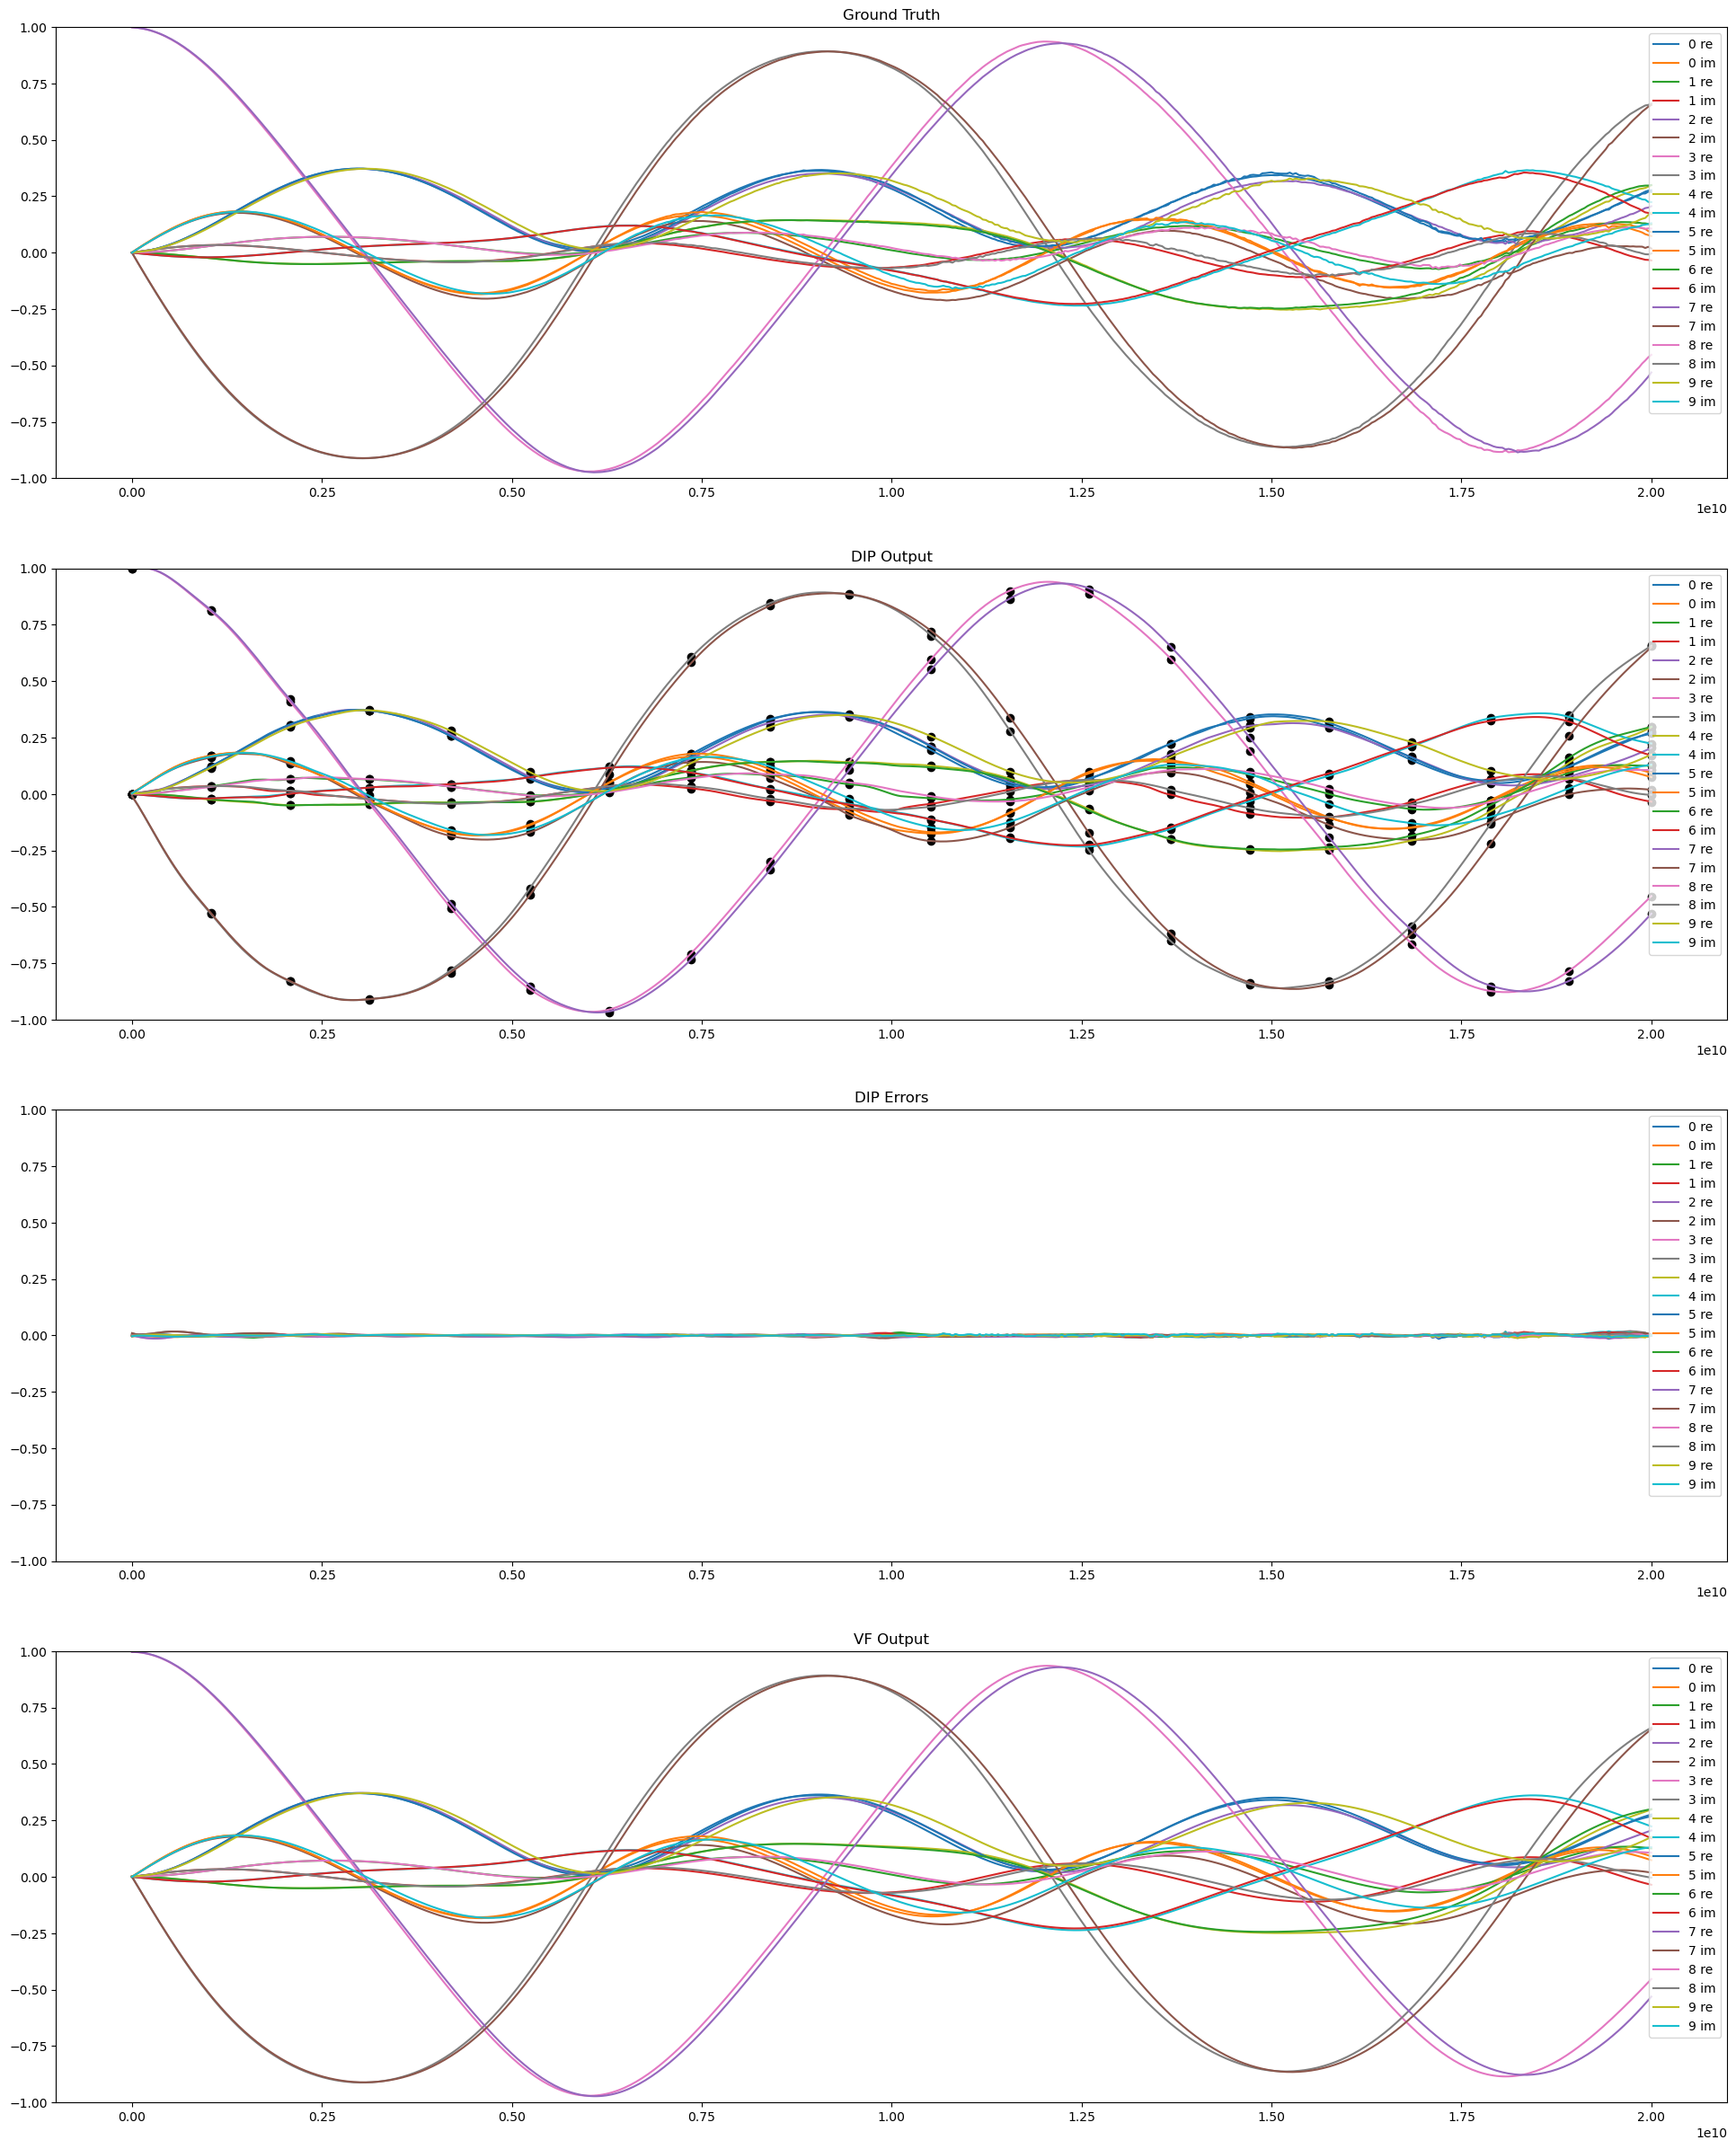 Ground Truth
1.00
0.75
0.50
0.25
0.00
−0.25
−0.50
−0.75
−1.00
0 re
0 im
1 re
1 im
2 re
2 im
3 re
3 im
4 re
4 im
5 re
5 im
6 re
6 im
7 re
7 im
8 re
8 im
9 re
9 im
0.00 0.25 0.50 0.75 1.00 1.25 1.50 1.75 2.00
1e10
DIP Output
1.00
0.75
0.50
0.25
0.00
−0.25
−0.50
−0.75
−1.00
0 re
0 im
1 re
1 im
2 re
2 im
3 re
3 im
4 re
4 im
5 re
5 im
6 re
6 im
7 re
7 im
8 re
8 im
9 re
9 im
0.00 0.25 0.50 0.75 1.00 1.25 1.50 1.75 2.00
1e10
DIP Errors
1.00
0.75
0.50
0.25
0.00
−0.25
−0.50
−0.75
−1.00
0 re
0 im
1 re
1 im
2 re
2 im
3 re
3 im
4 re
4 im
5 re
5 im
6 re
6 im
7 re
7 im
8 re
8 im
9 re
9 im
0.00 0.25 0.50 0.75 1.00 1.25 1.50 1.75 2.00
1e10
VF Output
1.00
0.75
0.50
0.25
0.00
−0.25
−0.50
−0.75
−1.00
0 re
0 im
1 re
1 im
2 re
2 im
3 re
3 im
4 re
4 im
5 re
5 im
6 re
6 im
7 re
7 im
8 re
8 im
9 re
9 im
0.00 0.25 0.50 0.75 1.00 1.25 1.50 1.75 2.00
1e10